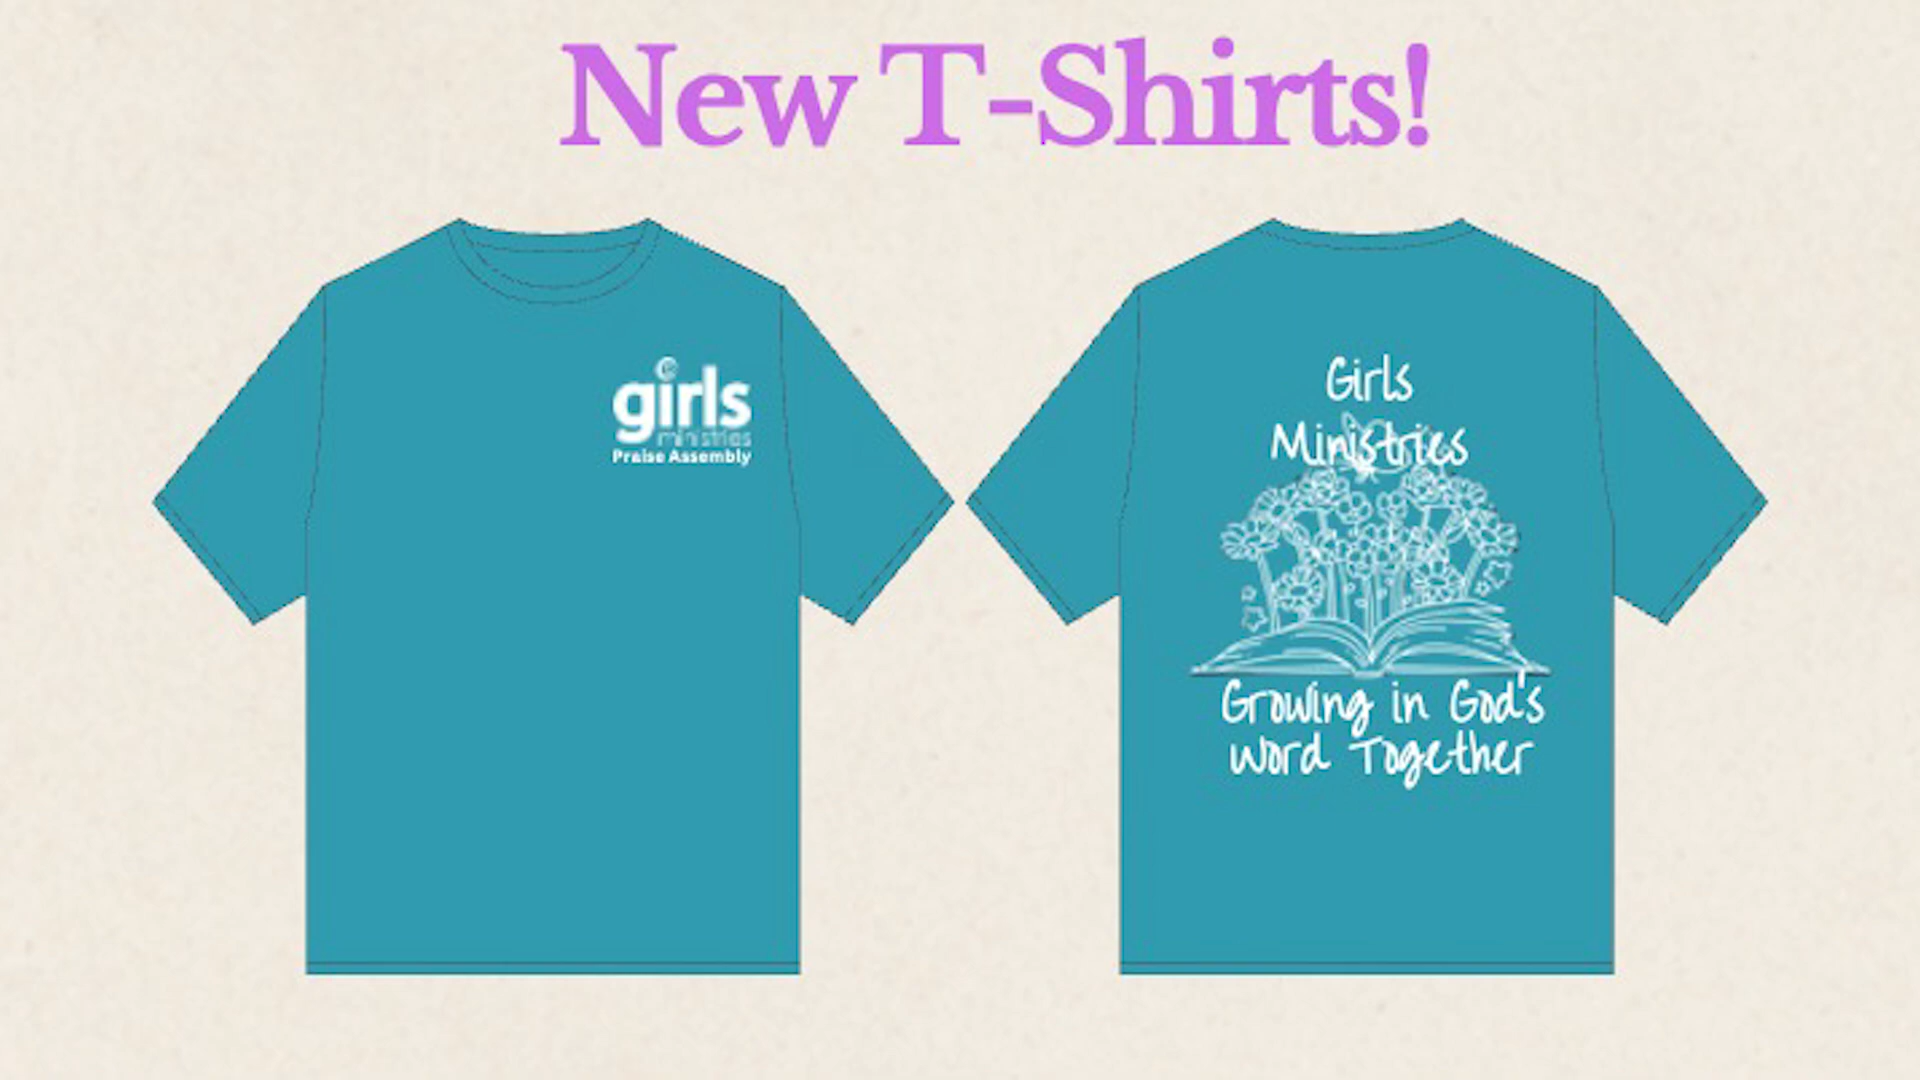 New T-Shirts!
girls
ministries
Praise Assembly
Girls
Ministries
Growing in God's
Word Together